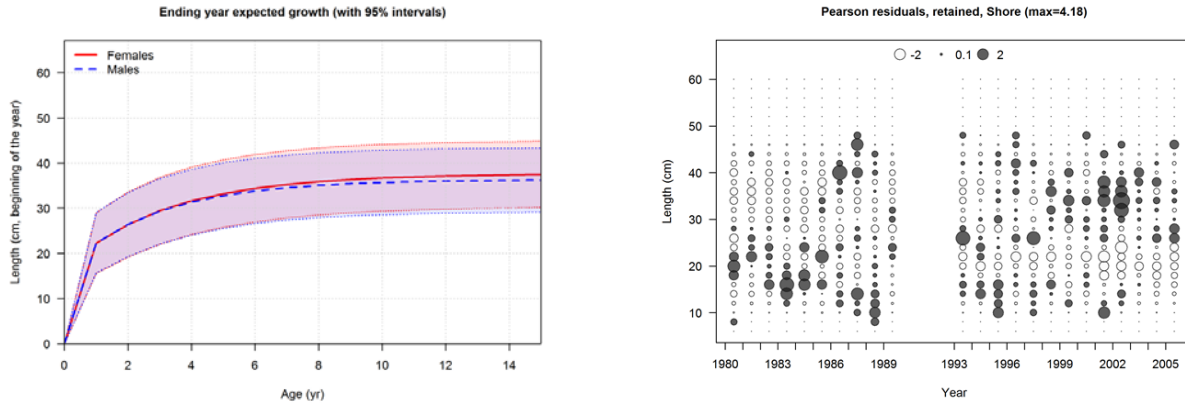 Ending year expected growth (with 95% intervals)
Females
Males
Length (cm, beginning of the year)
60
50
40
30
20
10
0
0 2 4 6 8 10 12 14
Age (yr)
Pearson residuals, retained, Shore (max=4.18)
-2 0.1 2
Length (cm)
60
50
40
30
20
10
1980 1983 1986 1989 1993 1996 1999 2002 2005
Year